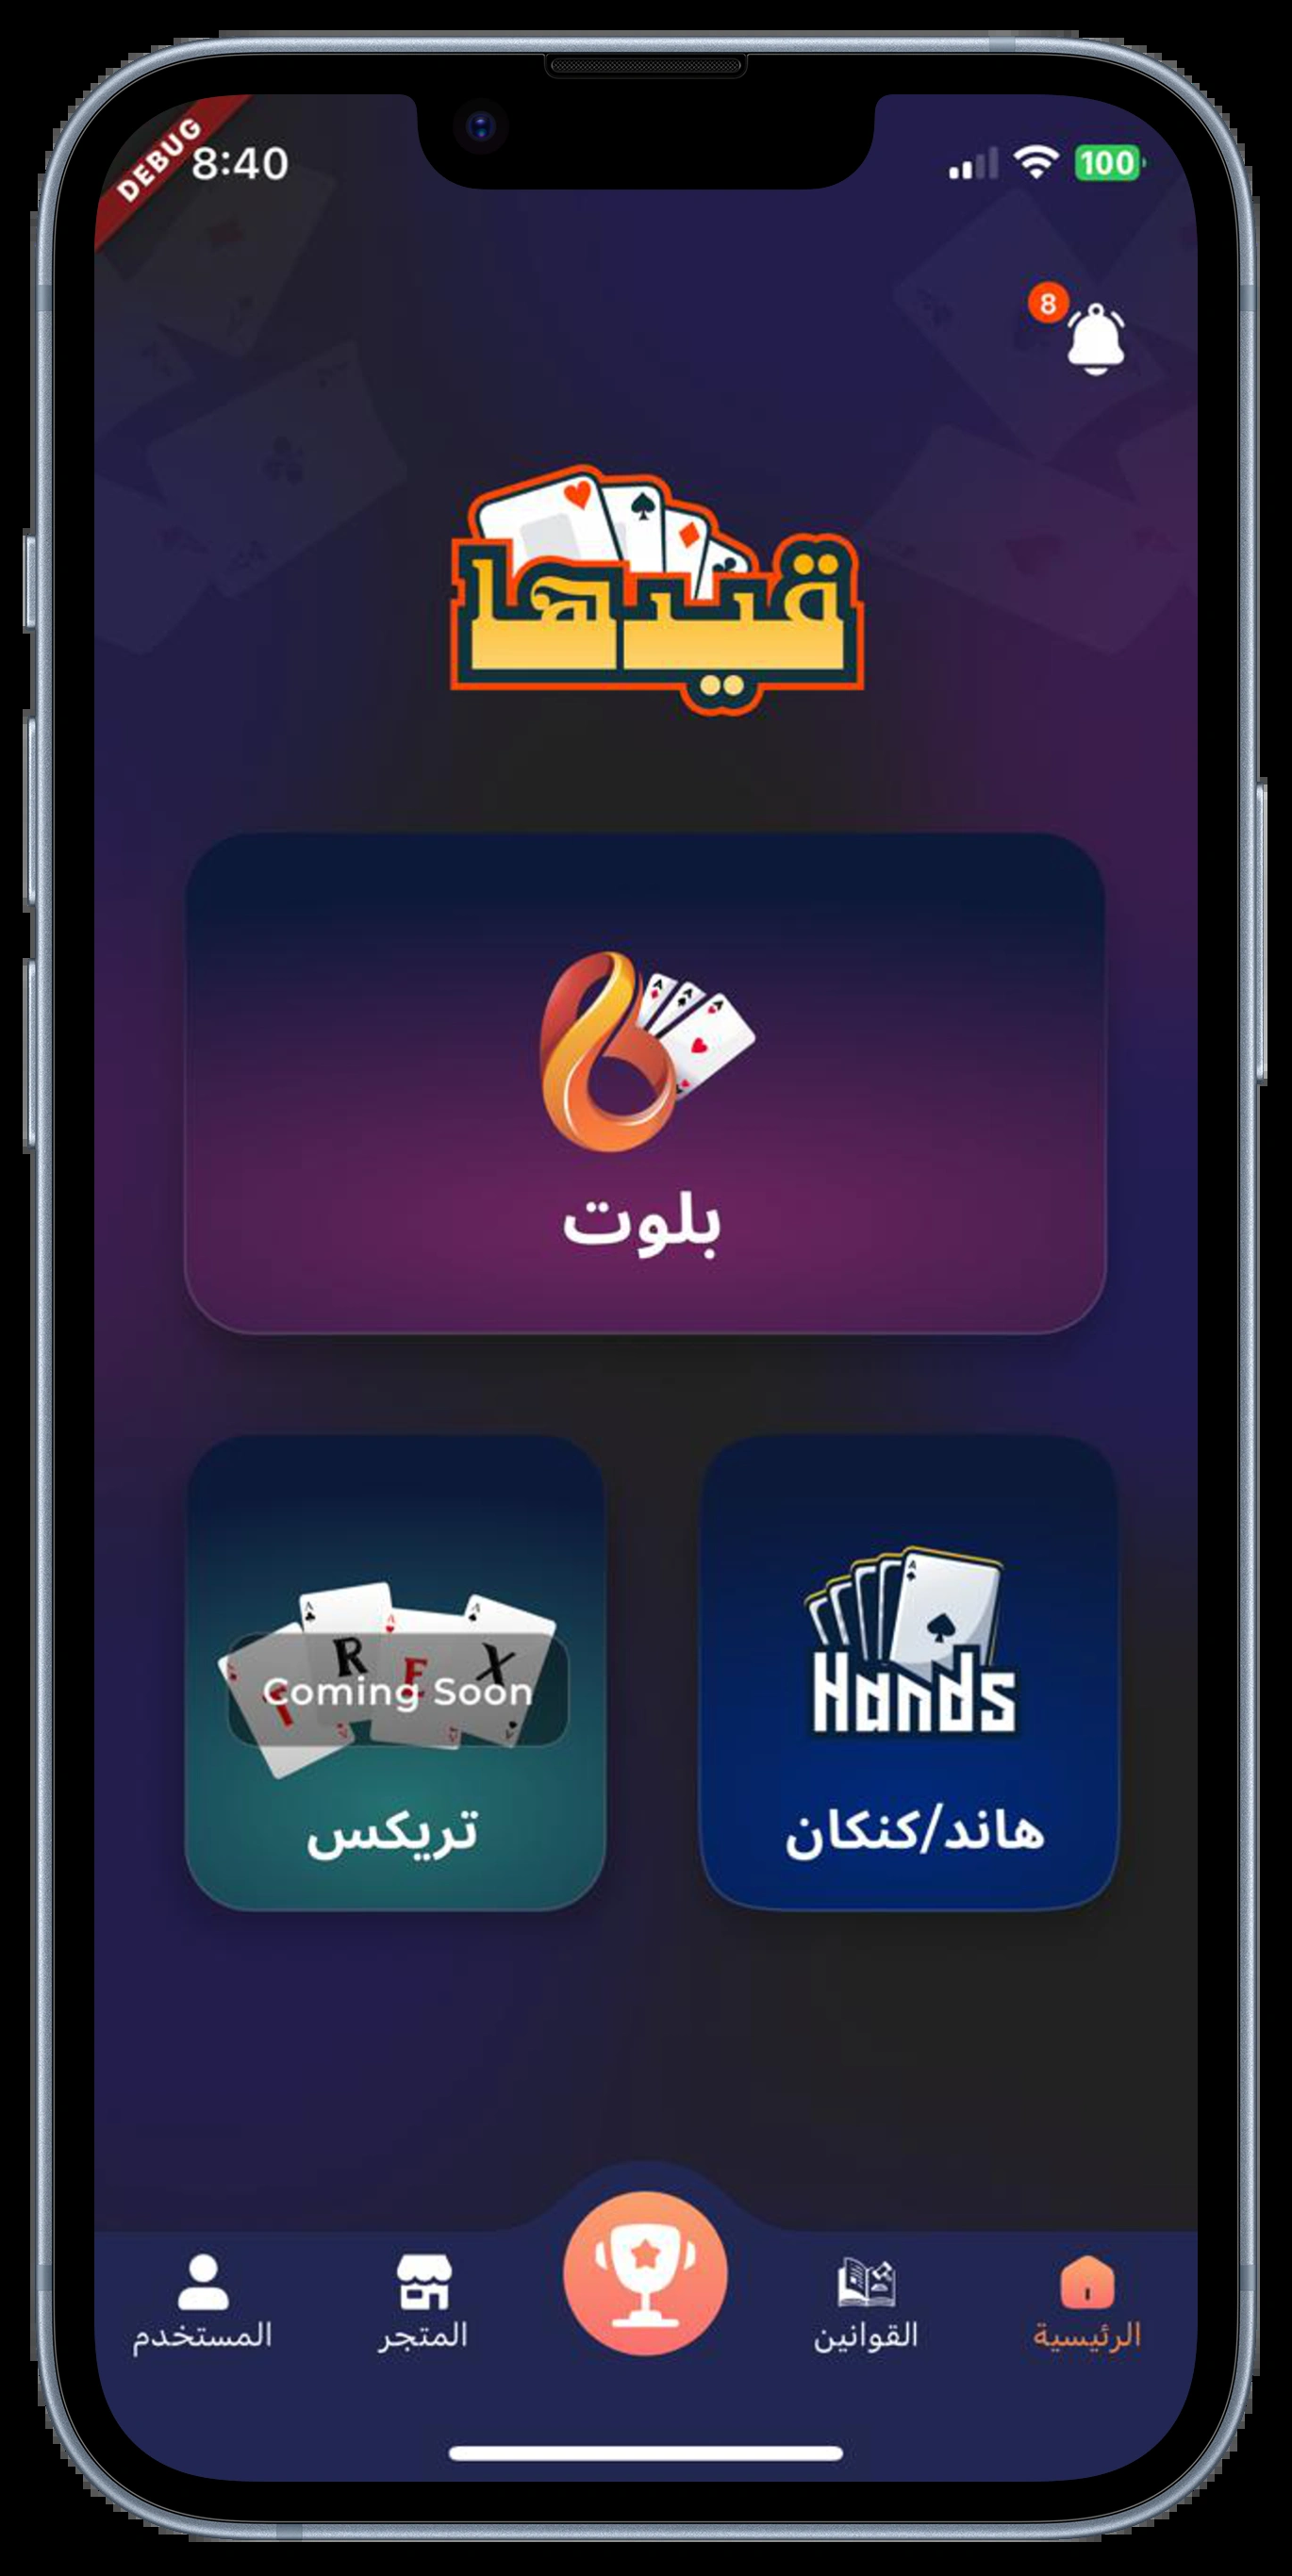 DEBUG
8:40
100
8
قيدها
بلوت
Hands
هاند/كنكان
T R E X
Coming Soon
تريكس
الرئيسية
القوانين
المتجر
المستخدم